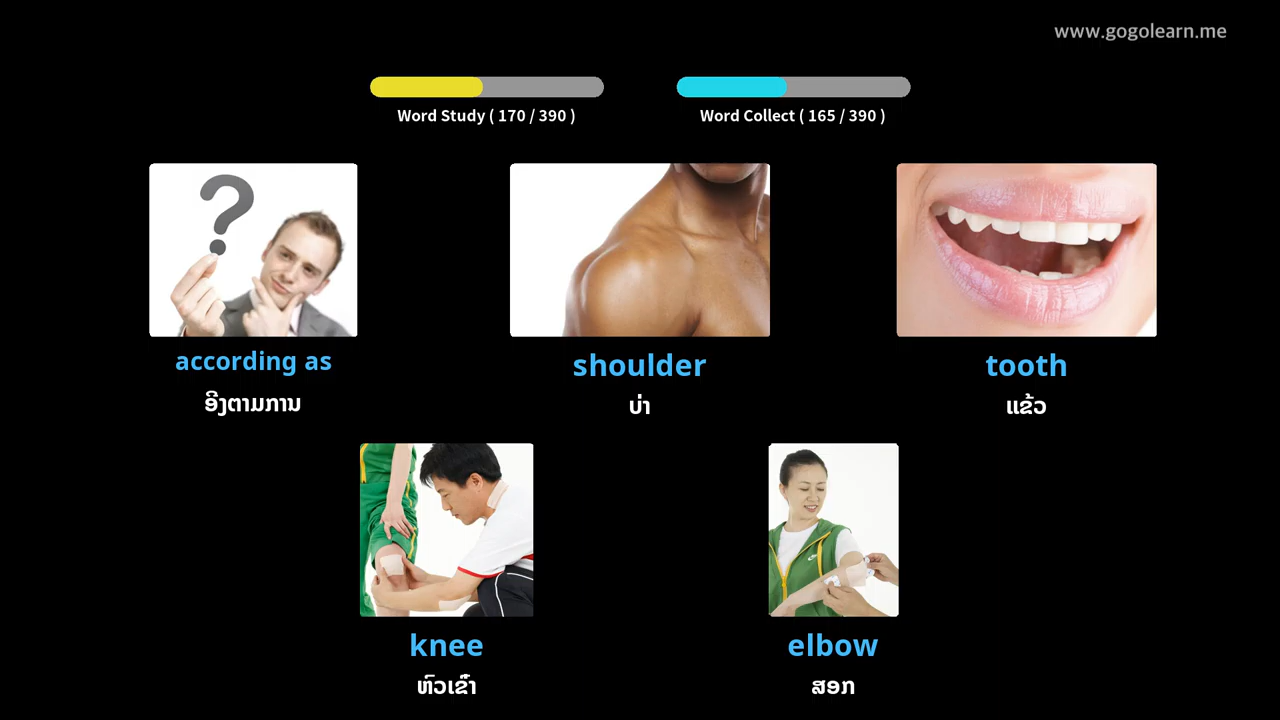 www.gogolearn.me
Word Study ( 170 / 390 )
Word Collect ( 165 / 390 )
according as
ອີງຕາມການ
shoulder
ບ່າ
tooth
ແຂ້ວ
knee
ຫົວເຂົ່າ
elbow
ສອກ